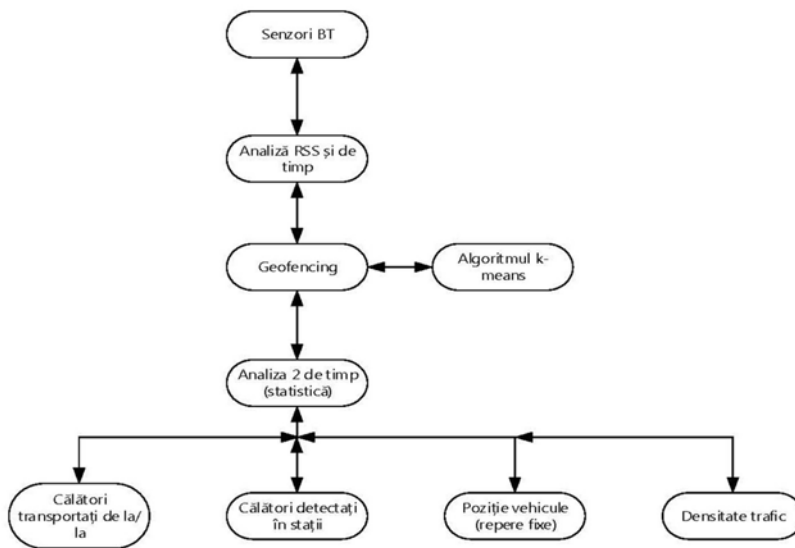 Senzori BT
Analiză RSS și de
timp
Geofencing
Algoritmul k-
means
Analiza 2 de timp
(statistică)
Călători
transportați de la/
la
Călători detectați
în stații
Poziție vehicule
(repere fixe)
Densitate trafic